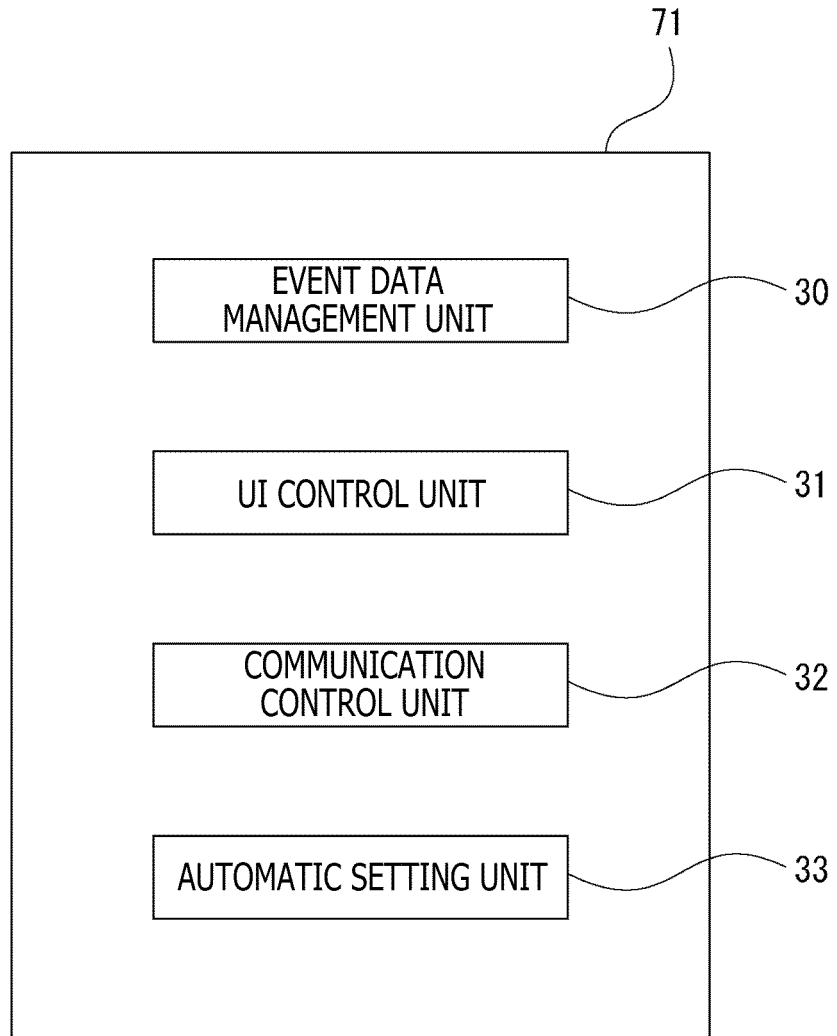 71
EVENT DATA
MANAGEMENT UNIT
30
UI CONTROL UNIT
31
COMMUNICATION
CONTROL UNIT
32
AUTOMATIC SETTING UNIT
33